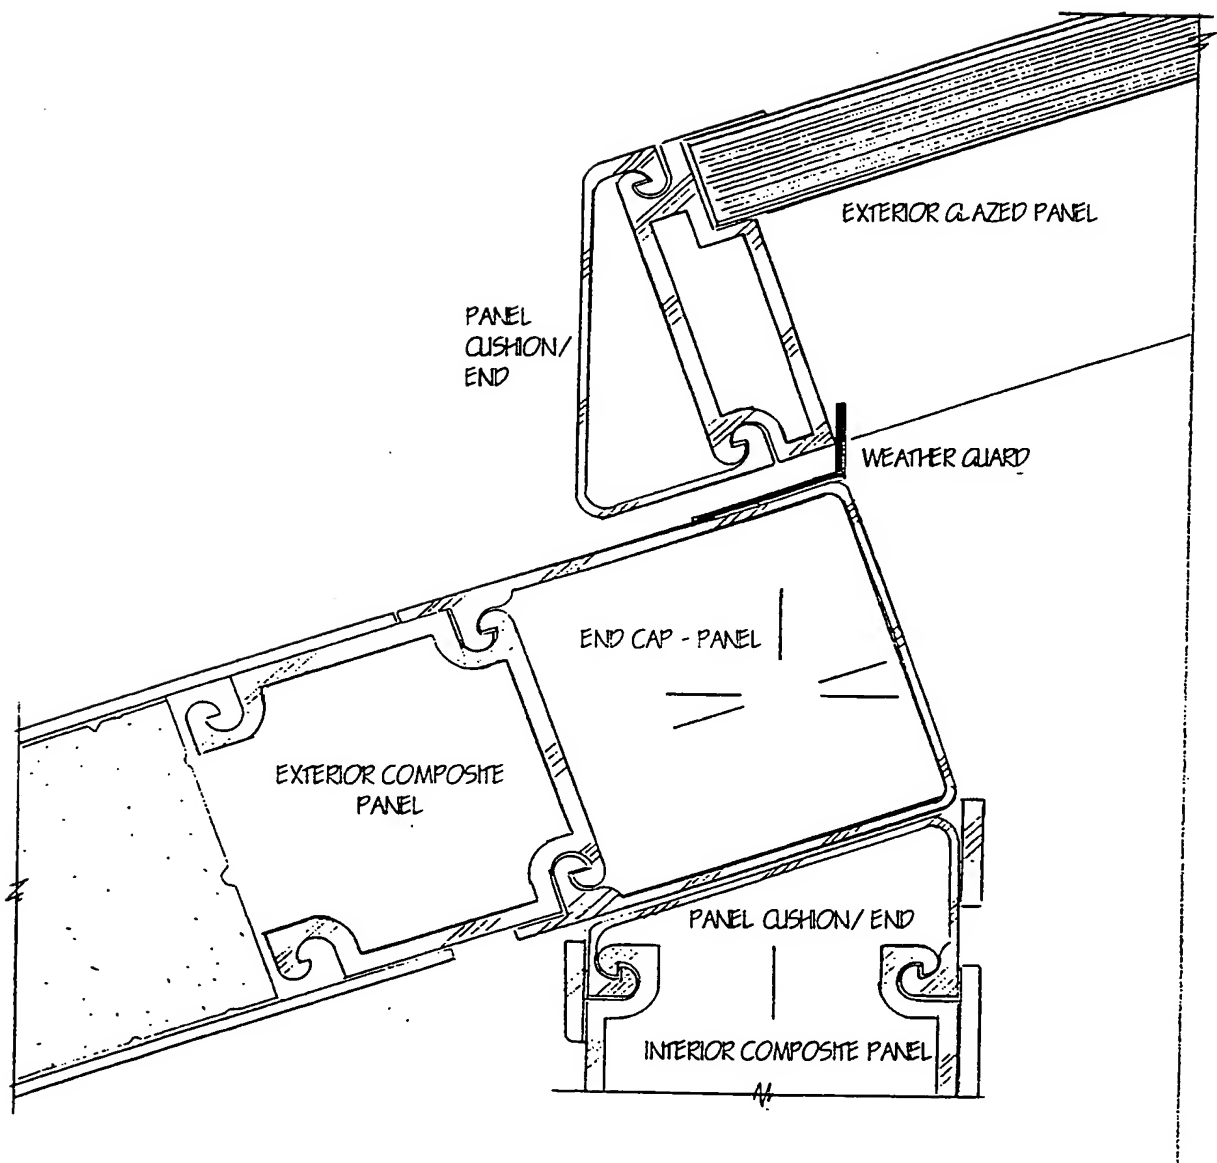 EXTERIOR GLAZED PANEL
PANEL
CUSHION/
END
WEATHER GUARD
END CAP - PANEL
EXTERIOR COMPOSITE
PANEL
PANEL CUSHION/ END
INTERIOR COMPOSITE PANEL